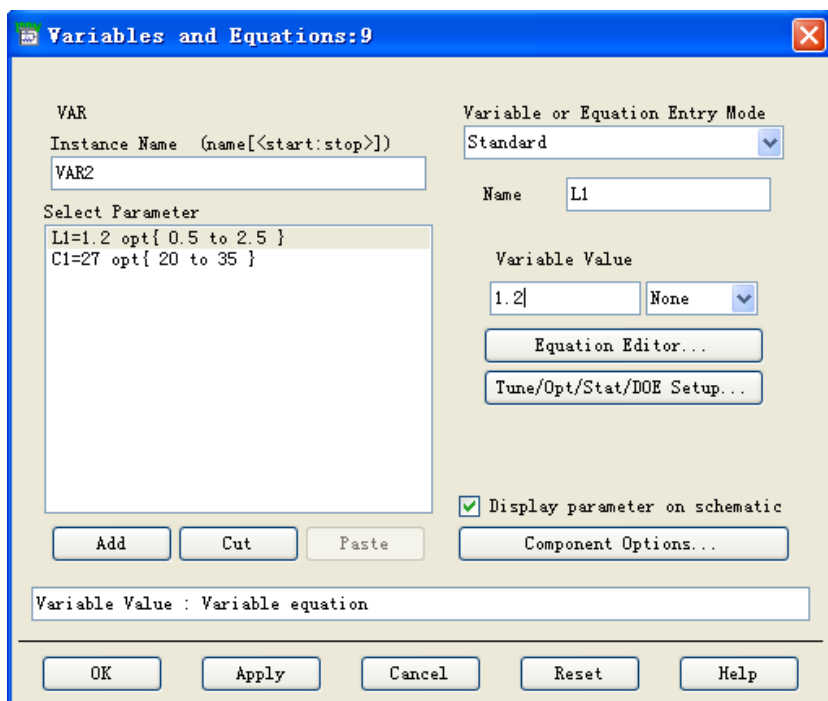 Variables and Equations:9
VAR
Instance Name (name[<start:stop>])
VAR2
Select Parameter
L1=1.2 opt{ 0.5 to 2.5 }
C1=27 opt{ 20 to 35 }
Add
Cut
Paste
Variable or Equation Entry Mode
Standard
Name
L1
Variable Value
1.2
None
Equation Editor...
Tune/Opt/Stat/DOE Setup...
Display parameter on schematic
Component Options...
Variable Value : Variable equation
OK
Apply
Cancel
Reset
Help